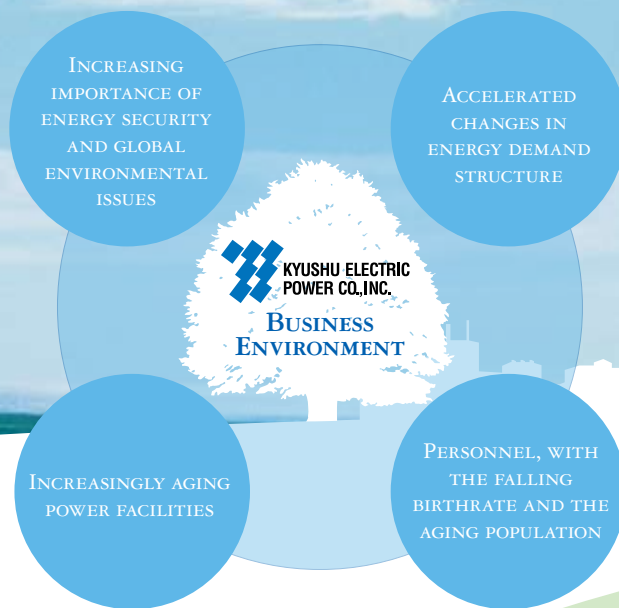 INCREASING
IMPORTANCE OF
ENERGY SECURITY
AND GLOBAL
ENVIRONMENTAL
ISSUES
ACCELERATED
CHANGES IN
ENERGY DEMAND
STRUCTURE
KYUSHU ELECTRIC
POWER CO.,INC.
BUSINESS
ENVIRONMENT
INCREASINGLY AGING
POWER FACILITIES
PERSONNEL, WITH
THE FALLING
BIRTHRATE AND THE
AGING POPULATION